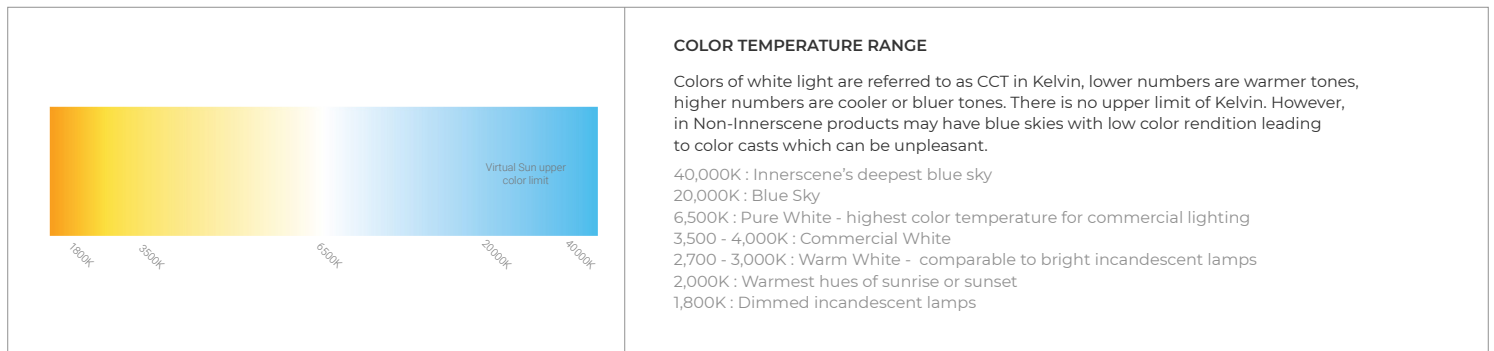 Virtual Sun upper
color limit
1800K
3500K
6500K
20000K
40000K
COLOR TEMPERATURE RANGE
Colors of white light are referred to as CCT in Kelvin, lower numbers are warmer tones,
higher numbers are cooler or bluer tones. There is no upper limit of Kelvin. However,
in Non-Innerscene products may have blue skies with low color rendition leading
to color casts which can be unpleasant.
40,000K : Innerscene’s deepest blue sky
20,000K : Blue Sky
6,500K : Pure White - highest color temperature for commercial lighting
3,500 - 4,000K : Commercial White
2,700 - 3,000K : Warm White -  comparable to bright incandescent lamps
2,000K : Warmest hues of sunrise or sunset
1,800K : Dimmed incandescent lamps